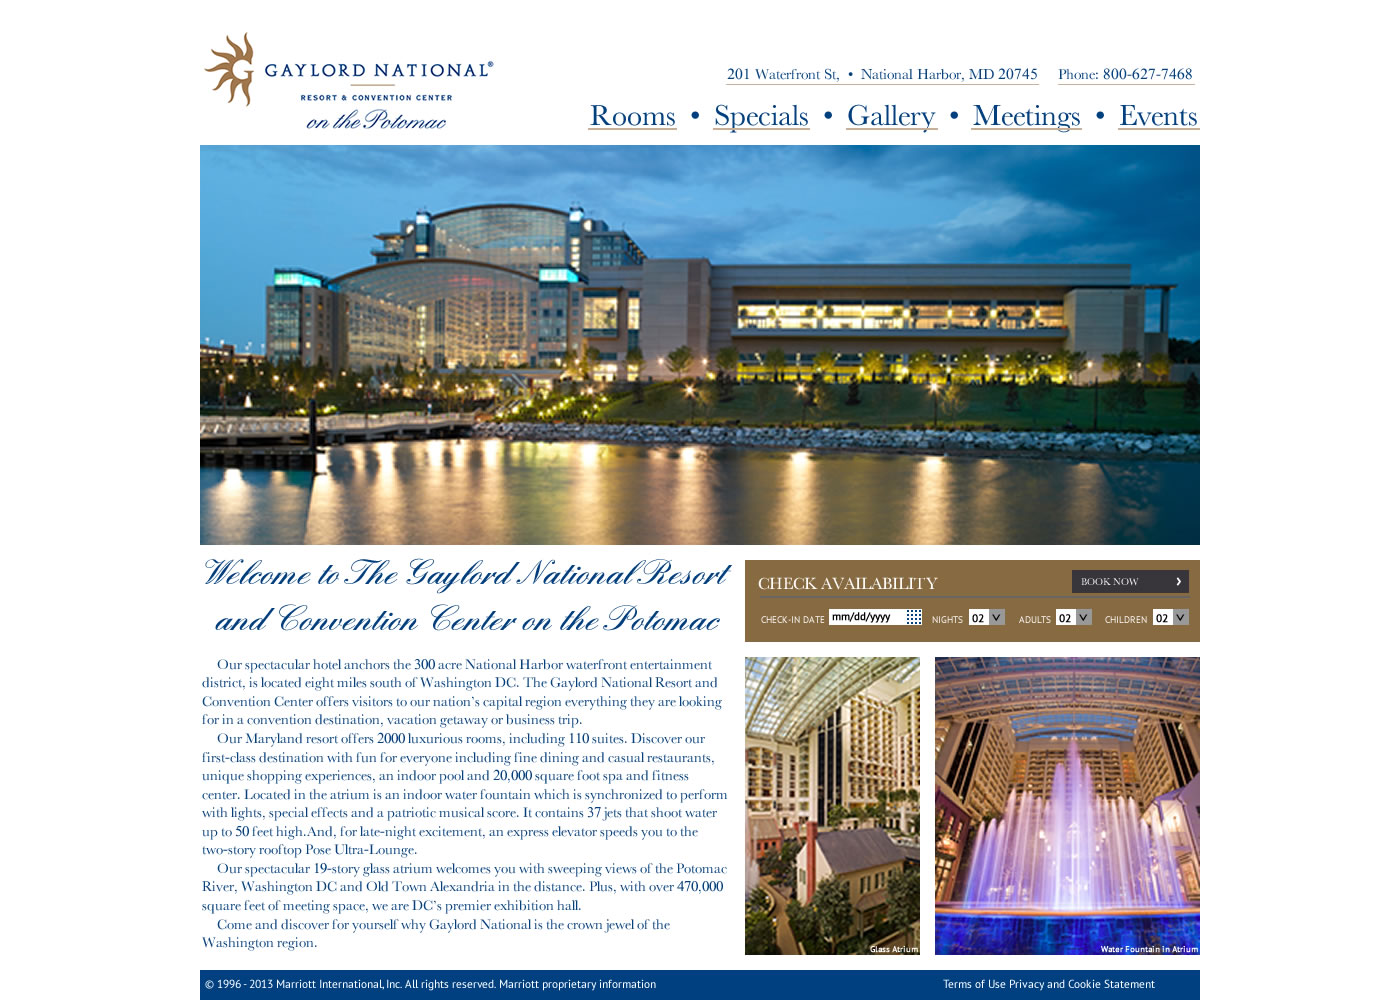 GAYLORD NATIONAL®
RESORT & CONVENTION CENTER
on the Potomac
201 Waterfront St, • National Harbor, MD 20745 Phone: 800-627-7468
Rooms • Specials • Gallery • Meetings • Events
Welcome to The Gaylord National Resort
and Convention Center on the Potomac
Our spectacular hotel anchors the 300 acre National Harbor waterfront entertainment
district, is located eight miles south of Washington DC. The Gaylord National Resort and
Convention Center offers visitors to our nation's capital region everything they are looking
for in a convention destination, vacation getaway or business trip.
Our Maryland resort offers 2000 luxurious rooms, including 110 suites. Discover our
first-class destination with fun for everyone including fine dining and casual restaurants,
unique shopping experiences, an indoor pool and 20,000 square foot spa and fitness
center. Located in the atrium is an indoor water fountain which is synchronized to perform
with lights, special effects and a patriotic musical score. It contains 37 jets that shoot water
up to 50 feet high.And, for late-night excitement, an express elevator speeds you to the
two-story rooftop Pose Ultra-Lounge.
Our spectacular 19-story glass atrium welcomes you with sweeping views of the Potomac
River, Washington DC and Old Town Alexandria in the distance. Plus, with over 470,000
square feet of meeting space, we are DC's premier exhibition hall.
Come and discover for yourself why Gaylord National is the crown jewel of the
Washington region.
CHECK AVAILABILITY
BOOK NOW ›
CHECK-IN DATE mm/dd/yyyy NIGHTS 02 ADULTS 02 CHILDREN 02
Glass Atrium
Water Fountain in Atrium
© 1996 - 2013 Marriott International, Inc. All rights reserved. Marriott proprietary information
Terms of Use Privacy and Cookie Statement